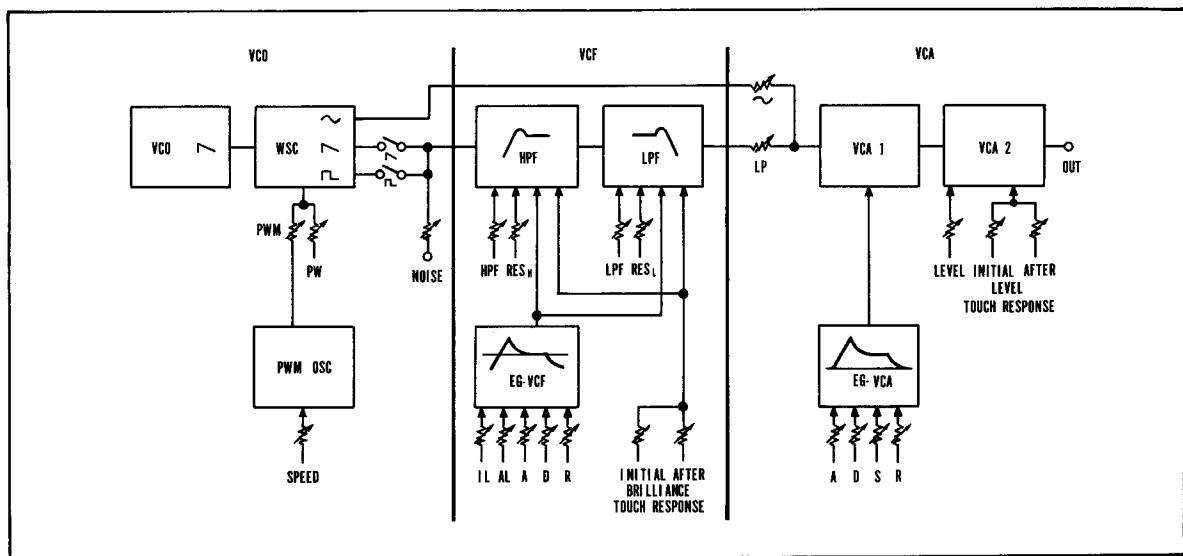 VCO
VCF
VCA
VCO
WSC
HPF
LPF
LP
VCA 1
VCA 2
OUT
PWM
PW
NOISE
HPF RES H
LPF RES L
LEVEL INITIAL AFTER
LEVEL
TOUCH RESPONSE
PWM OSC
EG-VCF
EG-VCA
SPEED
IL AL A D R
INITIAL AFTER
BRILLIANCE
TOUCH RESPONSE
A D S R